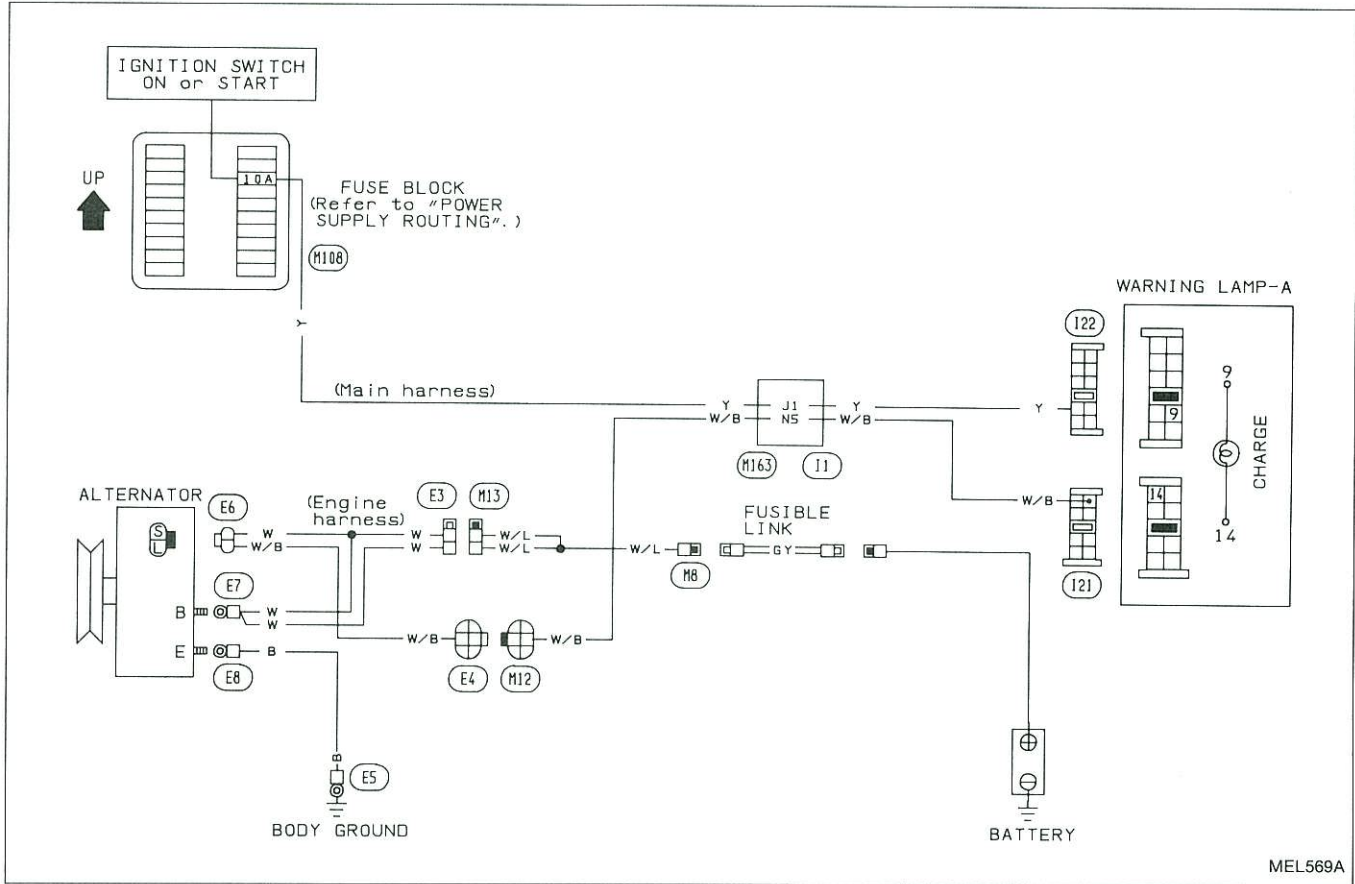 IGNITION SWITCH
ON or START
UP
10A
FUSE BLOCK
(Refer to "POWER
SUPPLY ROUTING".)
M108
Y
WARNING LAMP-A
I22
(Main harness)
Y J1 Y
W/B N5 W/B
Y
M163 I1
9
9
CHARGE
14
14
W/B
I21
ALTERNATOR
S
L
E6
W
W/B
(Engine
harness)
E3 M13
W W/L
W W/L
W/L
M8
FUSIBLE
LINK
GY
E7
B W
W
E B
E8
W/B
E4 M12
W/B
B
E5
BODY GROUND
BATTERY
MEL569A